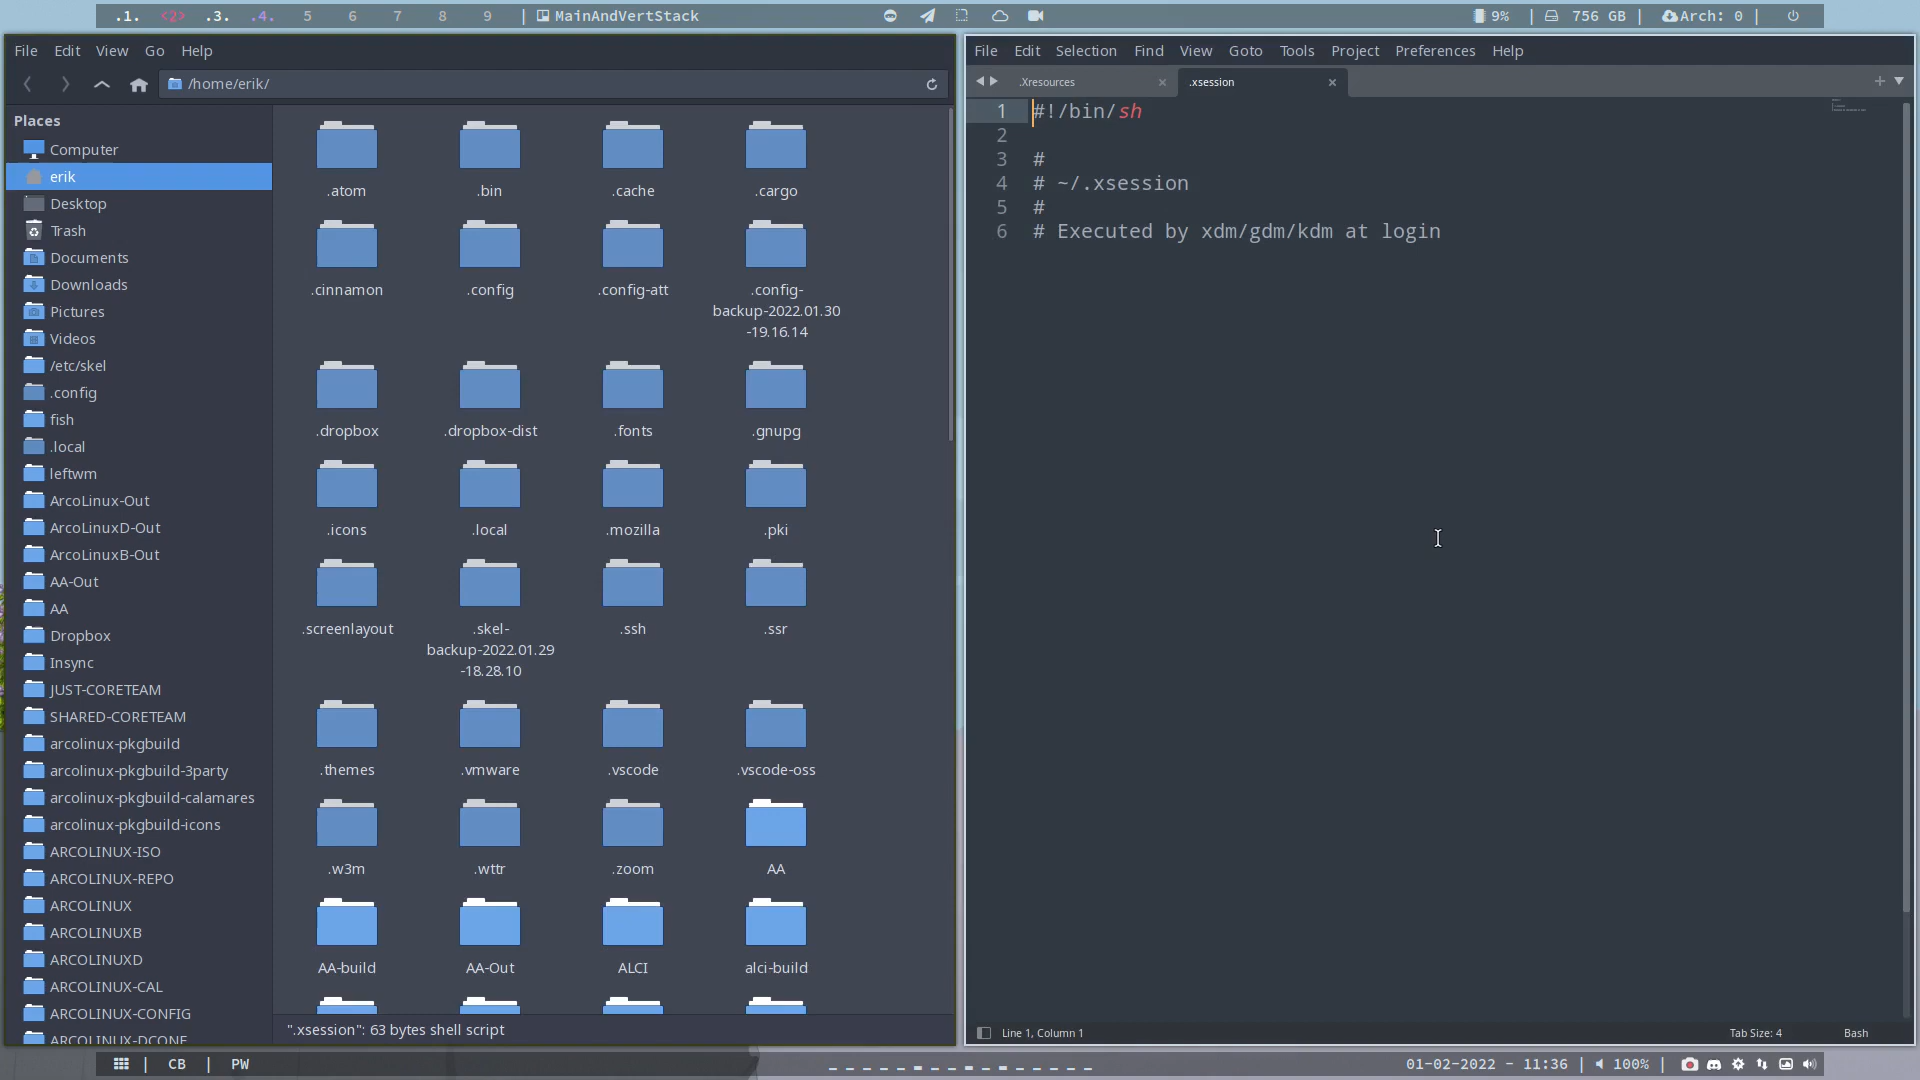 .1. <2> .3. .4. 5 6 7 8 9 | MainAndVertStack
9% | 756 GB | Arch: 0 |
File Edit View Go Help
/home/erik/
Places
Computer
erik
Desktop
Trash
Documents
Downloads
Pictures
Videos
/etc/skel
.config
fish
.local
leftwm
ArcoLinux-Out
ArcoLinuxD-Out
ArcoLinuxB-Out
AA-Out
AA
Dropbox
Insync
JUST-CORETEAM
SHARED-CORETEAM
arcolinux-pkgbuild
arcolinux-pkgbuild-3party
arcolinux-pkgbuild-calamares
arcolinux-pkgbuild-icons
ARCOLINUX-ISO
ARCOLINUX-REPO
ARCOLINUX
ARCOLINUXB
ARCOLINUXD
ARCOLINUX-CAL
ARCOLINUX-CONFIG
ARCOLINUX-DCONF
.atom .bin .cache .cargo
.cinnamon .config .config-att .config-
backup-2022.01.30
-19.16.14
.dropbox .dropbox-dist .fonts .gnupg
.icons .local .mozilla .pki
.screenlayout .skel- .ssh .ssr
backup-2022.01.29
-18.28.10
.themes .vmware .vscode .vscode-oss
.w3m .wttr .zoom AA
AA-build AA-Out ALCI alci-build
".xsession": 63 bytes shell script
File Edit Selection Find View Goto Tools Project Preferences Help
.Xresources .xsession
1 #!/bin/sh
2
3 #
4 # ~/.xsession
5 #
6 # Executed by xdm/gdm/kdm at login
Line 1, Column 1 Tab Size: 4 Bash
| CB | PW
01-02-2022 - 11:36 | 100% |